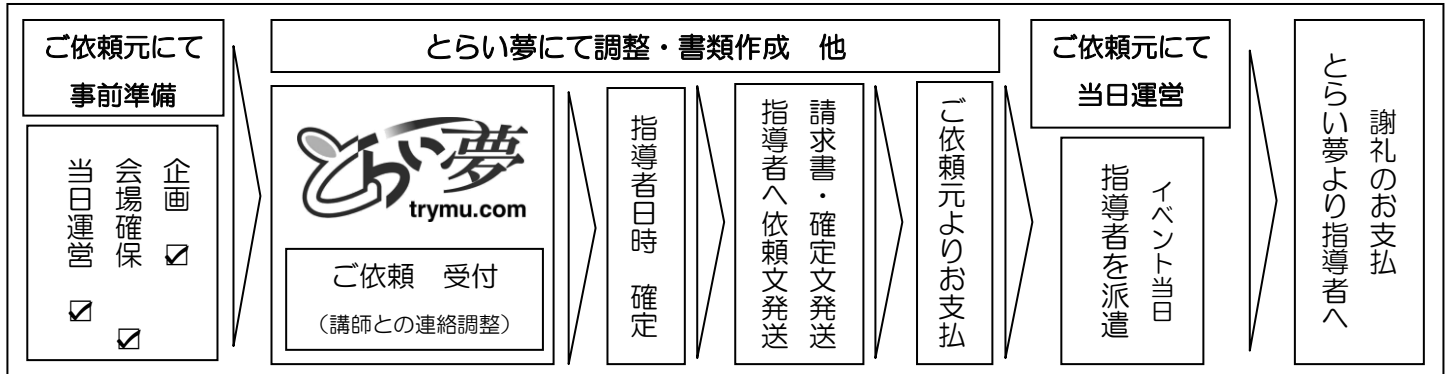 ご依頼元にて
事前準備
企画 ☑
会場確保 ☑
当日運営 ☑
とらい夢にて調整・書類作成　他
とらい夢
trymu.com
ご依頼　受付
（講師との連絡調整）
指導者日時　確定
請求書・確定文発送
指導者へ依頼文発送
ご依頼元よりお支払
ご依頼元にて
当日運営
イベント当日
指導者を派遣
謝礼のお支払
とらい夢より指導者へ